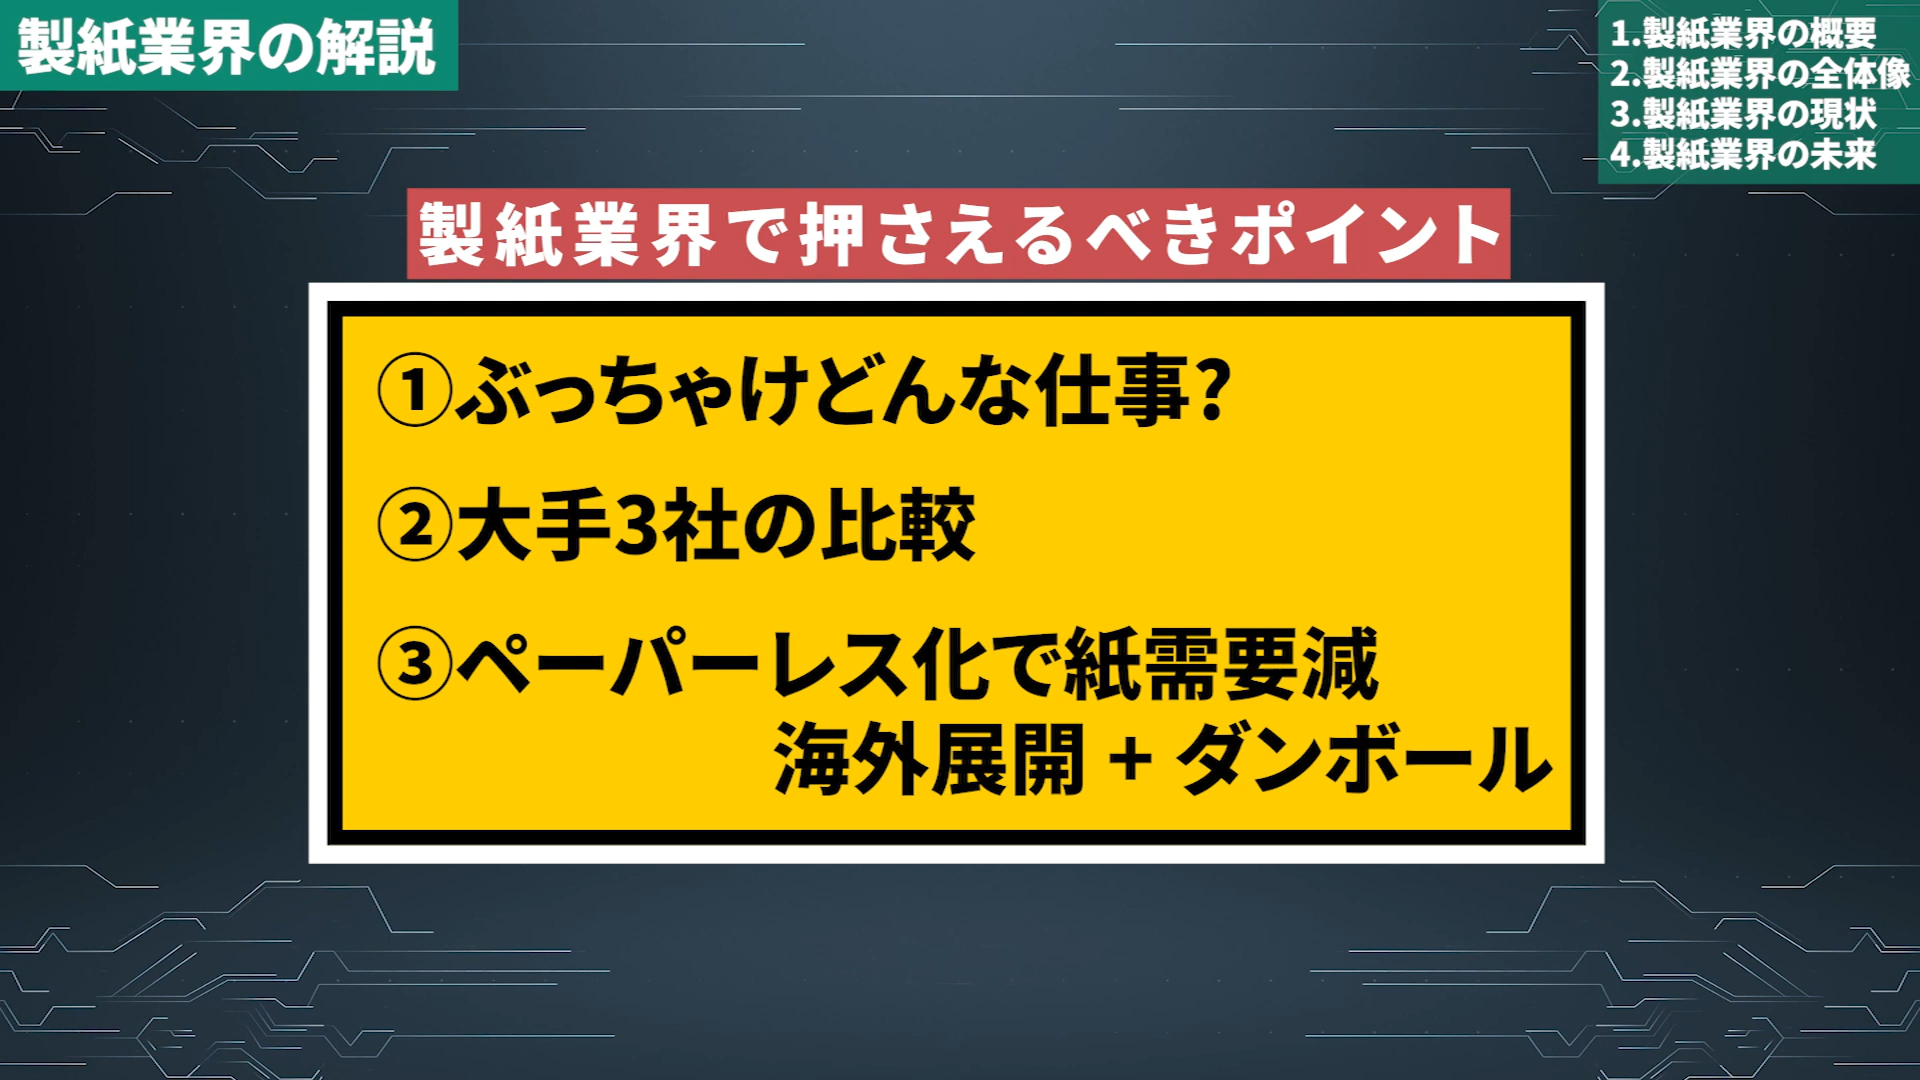 製紙業界の解説
1.製紙業界の概要
2.製紙業界の全体像
3.製紙業界の現状
4.製紙業界の未来
製紙業界で押さえるべきポイント
①ぶっちゃけどんな仕事?
②大手3社の比較
③ペーパーレス化で紙需要減
海外展開 + ダンボール